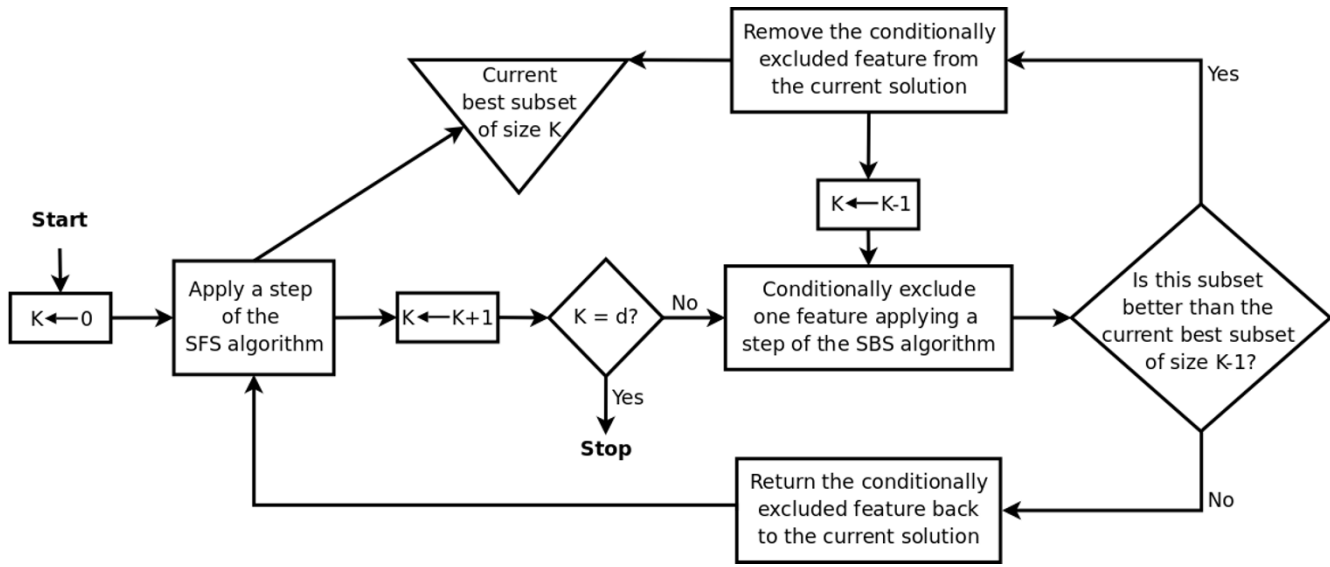 Start
K←0
Apply a step
of the
SFS algorithm
Current
best subset
of size K
K←K+1
K = d?
No
Yes
Stop
Remove the conditionally
excluded feature from
the current solution
K←K-1
Conditionally exclude
one feature applying a
step of the SBS algorithm
Is this subset
better than the
current best subset
of size K-1?
Yes
No
Return the conditionally
excluded feature back
to the current solution